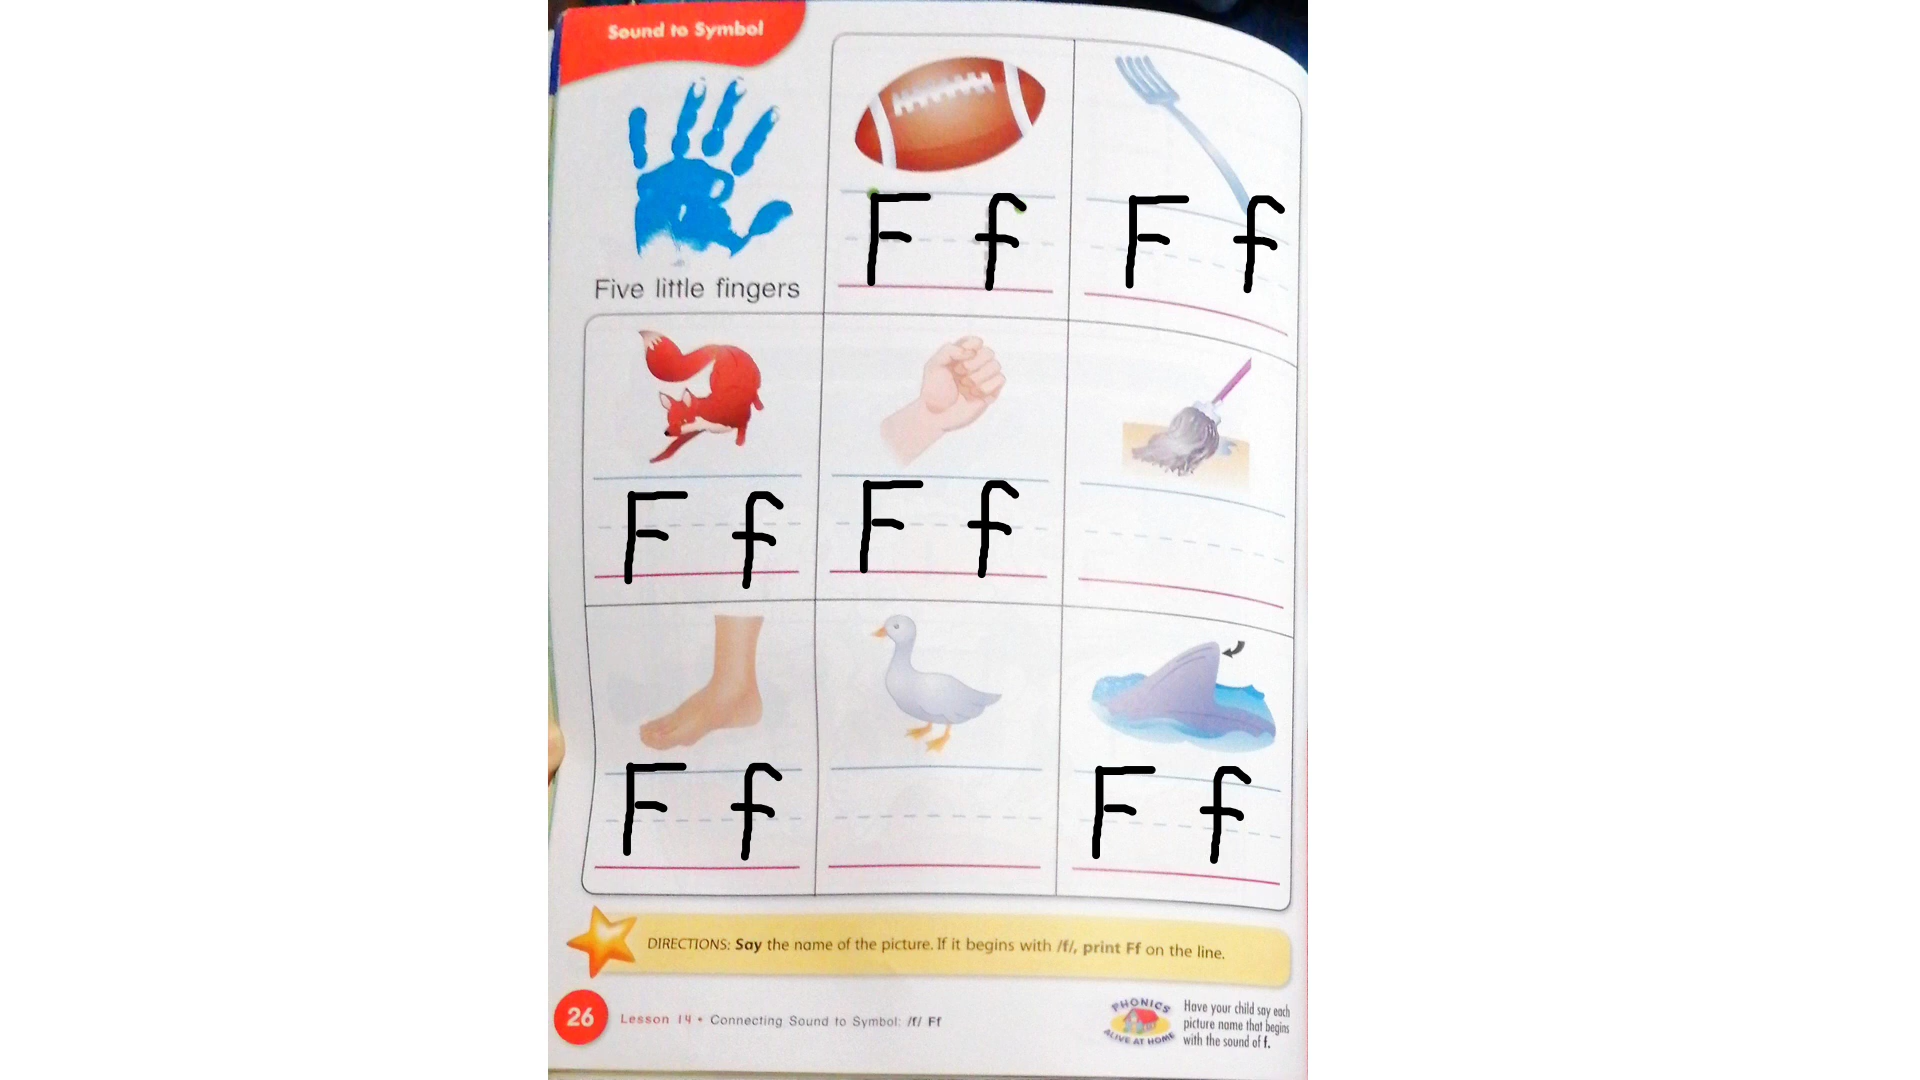 Sound to Symbol
Five little fingers
F f
F f
F f
F f
F f
F f
DIRECTIONS: Say the name of the picture. If it begins with /f/, print Ff on the line.
26
Lesson 14 • Connecting Sound to Symbol: /f/ Ff
PHONICS
ALIVE AT HOME
Have your child say each
picture name that begins
with the sound of f.